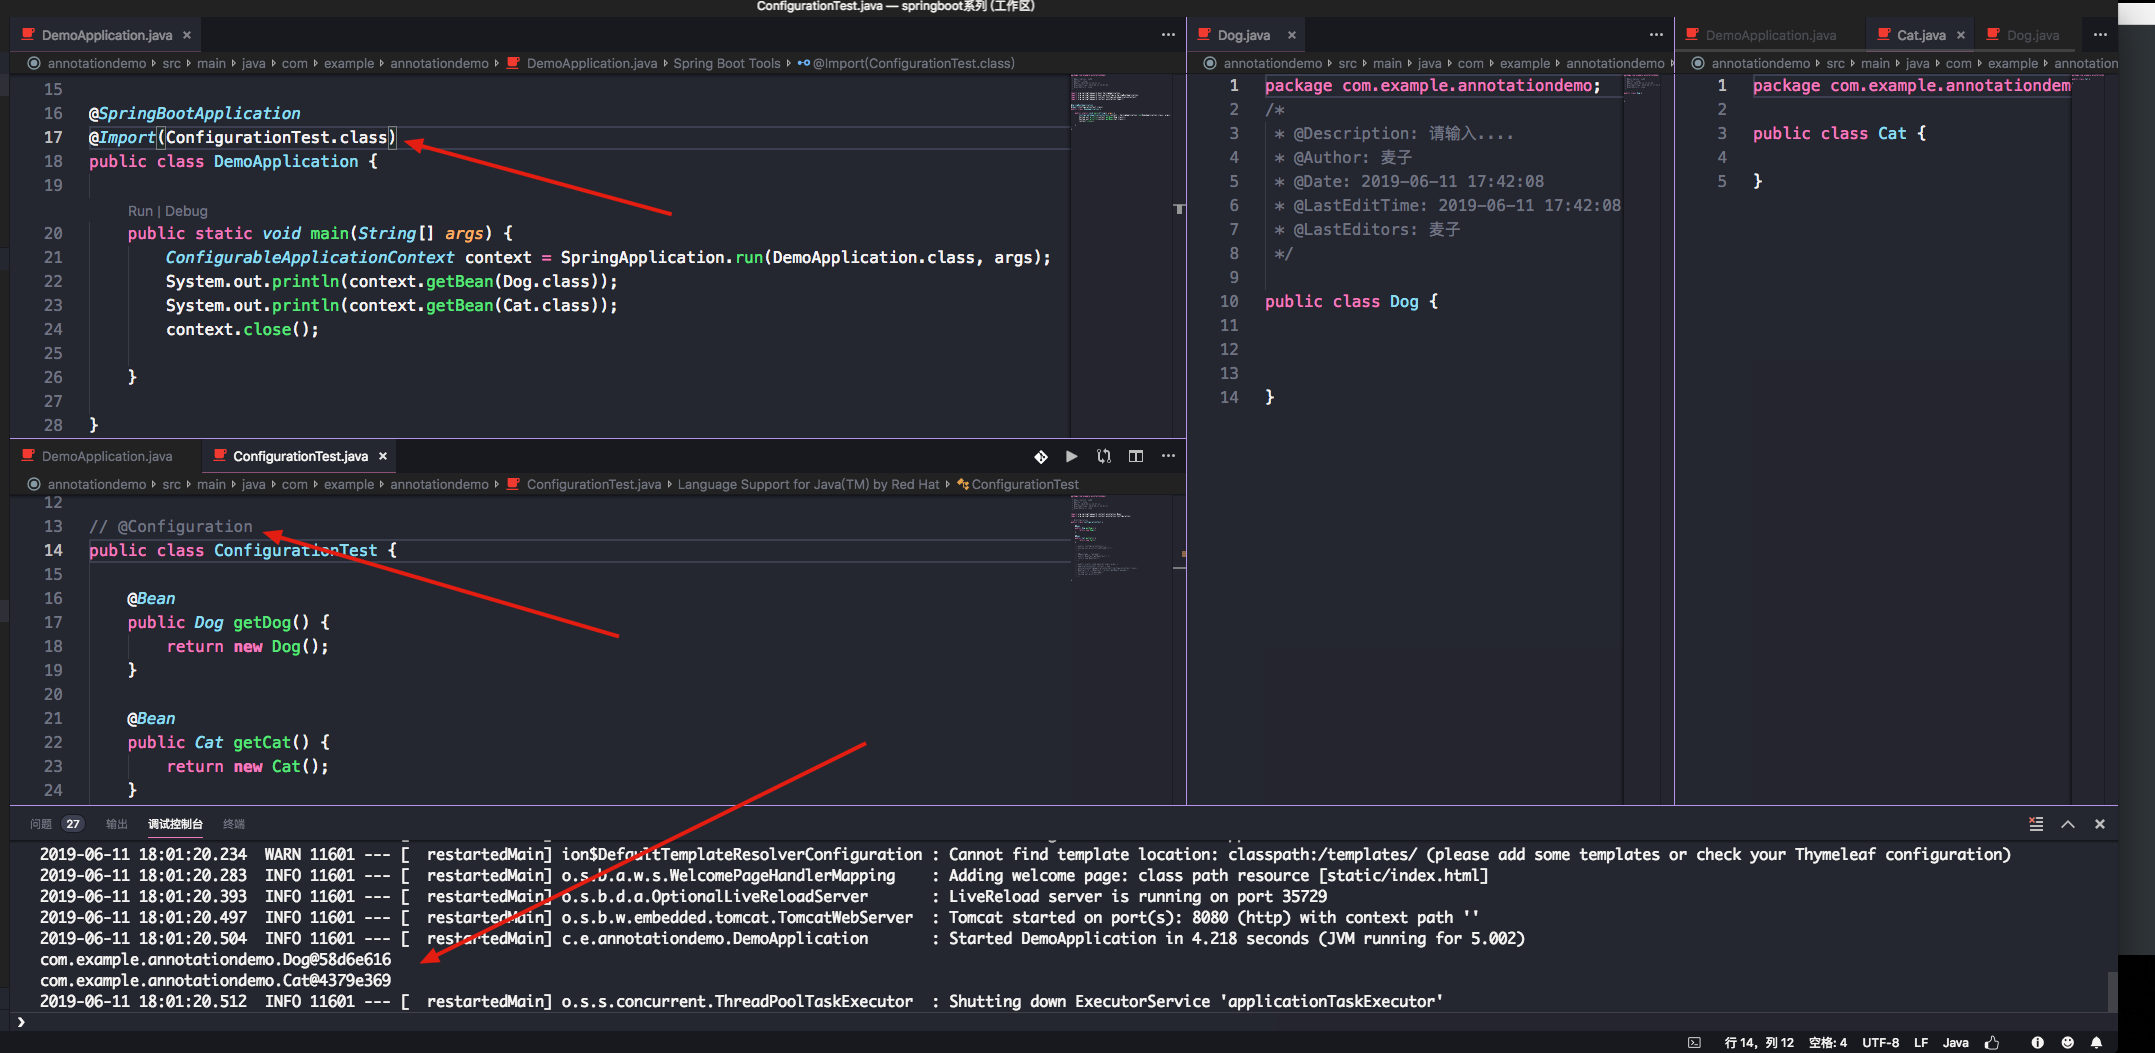 ConfigurationTest.java — springboot系列 (工作区)
DemoApplication.java ×
annotationdemo › src › main › java › com › example › annotationdemo › DemoApplication.java › Spring Boot Tools › @Import(ConfigurationTest.class)
15
16 @SpringBootApplication
17 @Import(ConfigurationTest.class)
18 public class DemoApplication {
19
Run | Debug
20 public static void main(String[] args) {
21 ConfigurableApplicationContext context = SpringApplication.run(DemoApplication.class, args);
22 System.out.println(context.getBean(Dog.class));
23 System.out.println(context.getBean(Cat.class));
24 context.close();
25
26 }
27
28 }
Dog.java ×
annotationdemo › src › main › java › com › example › annotationdemo
1 package com.example.annotationdemo;
2 /*
3 * @Description: 请输入....
4 * @Author: 麦子
5 * @Date: 2019-06-11 17:42:08
6 * @LastEditTime: 2019-06-11 17:42:08
7 * @LastEditors: 麦子
8 */
9
10 public class Dog {
11
12
13
14 }
DemoApplication.java Cat.java × Dog.java
annotationdemo › src › main › java › com › example › annotation
1 package com.example.annotationdem
2
3 public class Cat {
4
5 }
DemoApplication.java ConfigurationTest.java ×
annotationdemo › src › main › java › com › example › annotationdemo › ConfigurationTest.java › Language Support for Java(TM) by Red Hat › ConfigurationTest
12
13 // @Configuration
14 public class ConfigurationTest {
15
16 @Bean
17 public Dog getDog() {
18 return new Dog();
19 }
20
21 @Bean
22 public Cat getCat() {
23 return new Cat();
24 }
问题 27 输出 调试控制台 终端
2019-06-11 18:01:20.234 WARN 11601 --- [ restartedMain] ion$DefaultTemplateResolverConfiguration : Cannot find template location: classpath:/templates/ (please add some templates or check your Thymeleaf configuration)
2019-06-11 18:01:20.283 INFO 11601 --- [ restartedMain] o.s.b.a.w.s.WelcomePageHandlerMapping : Adding welcome page: class path resource [static/index.html]
2019-06-11 18:01:20.393 INFO 11601 --- [ restartedMain] o.s.b.d.a.OptionalLiveReloadServer : LiveReload server is running on port 35729
2019-06-11 18:01:20.497 INFO 11601 --- [ restartedMain] o.s.b.w.embedded.tomcat.TomcatWebServer : Tomcat started on port(s): 8080 (http) with context path ''
2019-06-11 18:01:20.504 INFO 11601 --- [ restartedMain] c.e.annotationdemo.DemoApplication : Started DemoApplication in 4.218 seconds (JVM running for 5.002)
com.example.annotationdemo.Dog@58d6e616
com.example.annotationdemo.Cat@4379e369
2019-06-11 18:01:20.512 INFO 11601 --- [ restartedMain] o.s.s.concurrent.ThreadPoolTaskExecutor : Shutting down ExecutorService 'applicationTaskExecutor'
行 14，列 12 空格: 4 UTF-8 LF Java